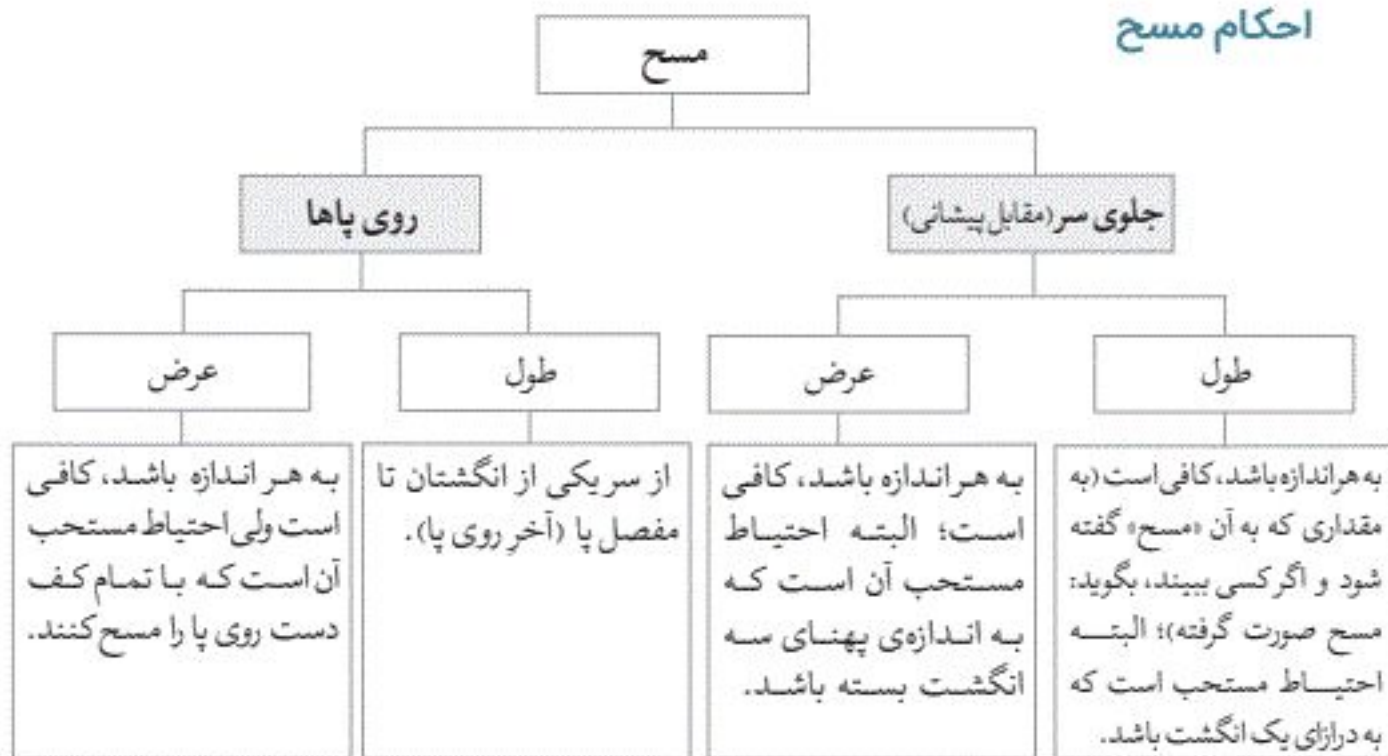 احکام مسح
مسح
جلوی سر (مقابل پیشانی)
روی پاها
طول
عرض
طول
عرض
به هر اندازه باشد، کافی است (به
مقداری که به آن «مسح» گفته
شود و اگر کسی ببیند، بگوید:
مسح صورت گرفته)؛ البته
احتیاط مستحب است که
به درازای یک انگشت باشد.
به هر اندازه باشد، کافی
است؛ البته احتیاط
مستحب آن است که
به اندازه‌ی پهنای سه
انگشت بسته باشد.
از سر یکی از انگشتان تا
مفصل پا (آخرِ روی پا).
به هر اندازه باشد، کافی
است ولی احتیاط مستحب
آن است که با تمام کف
دست روی پا را مسح کنند.